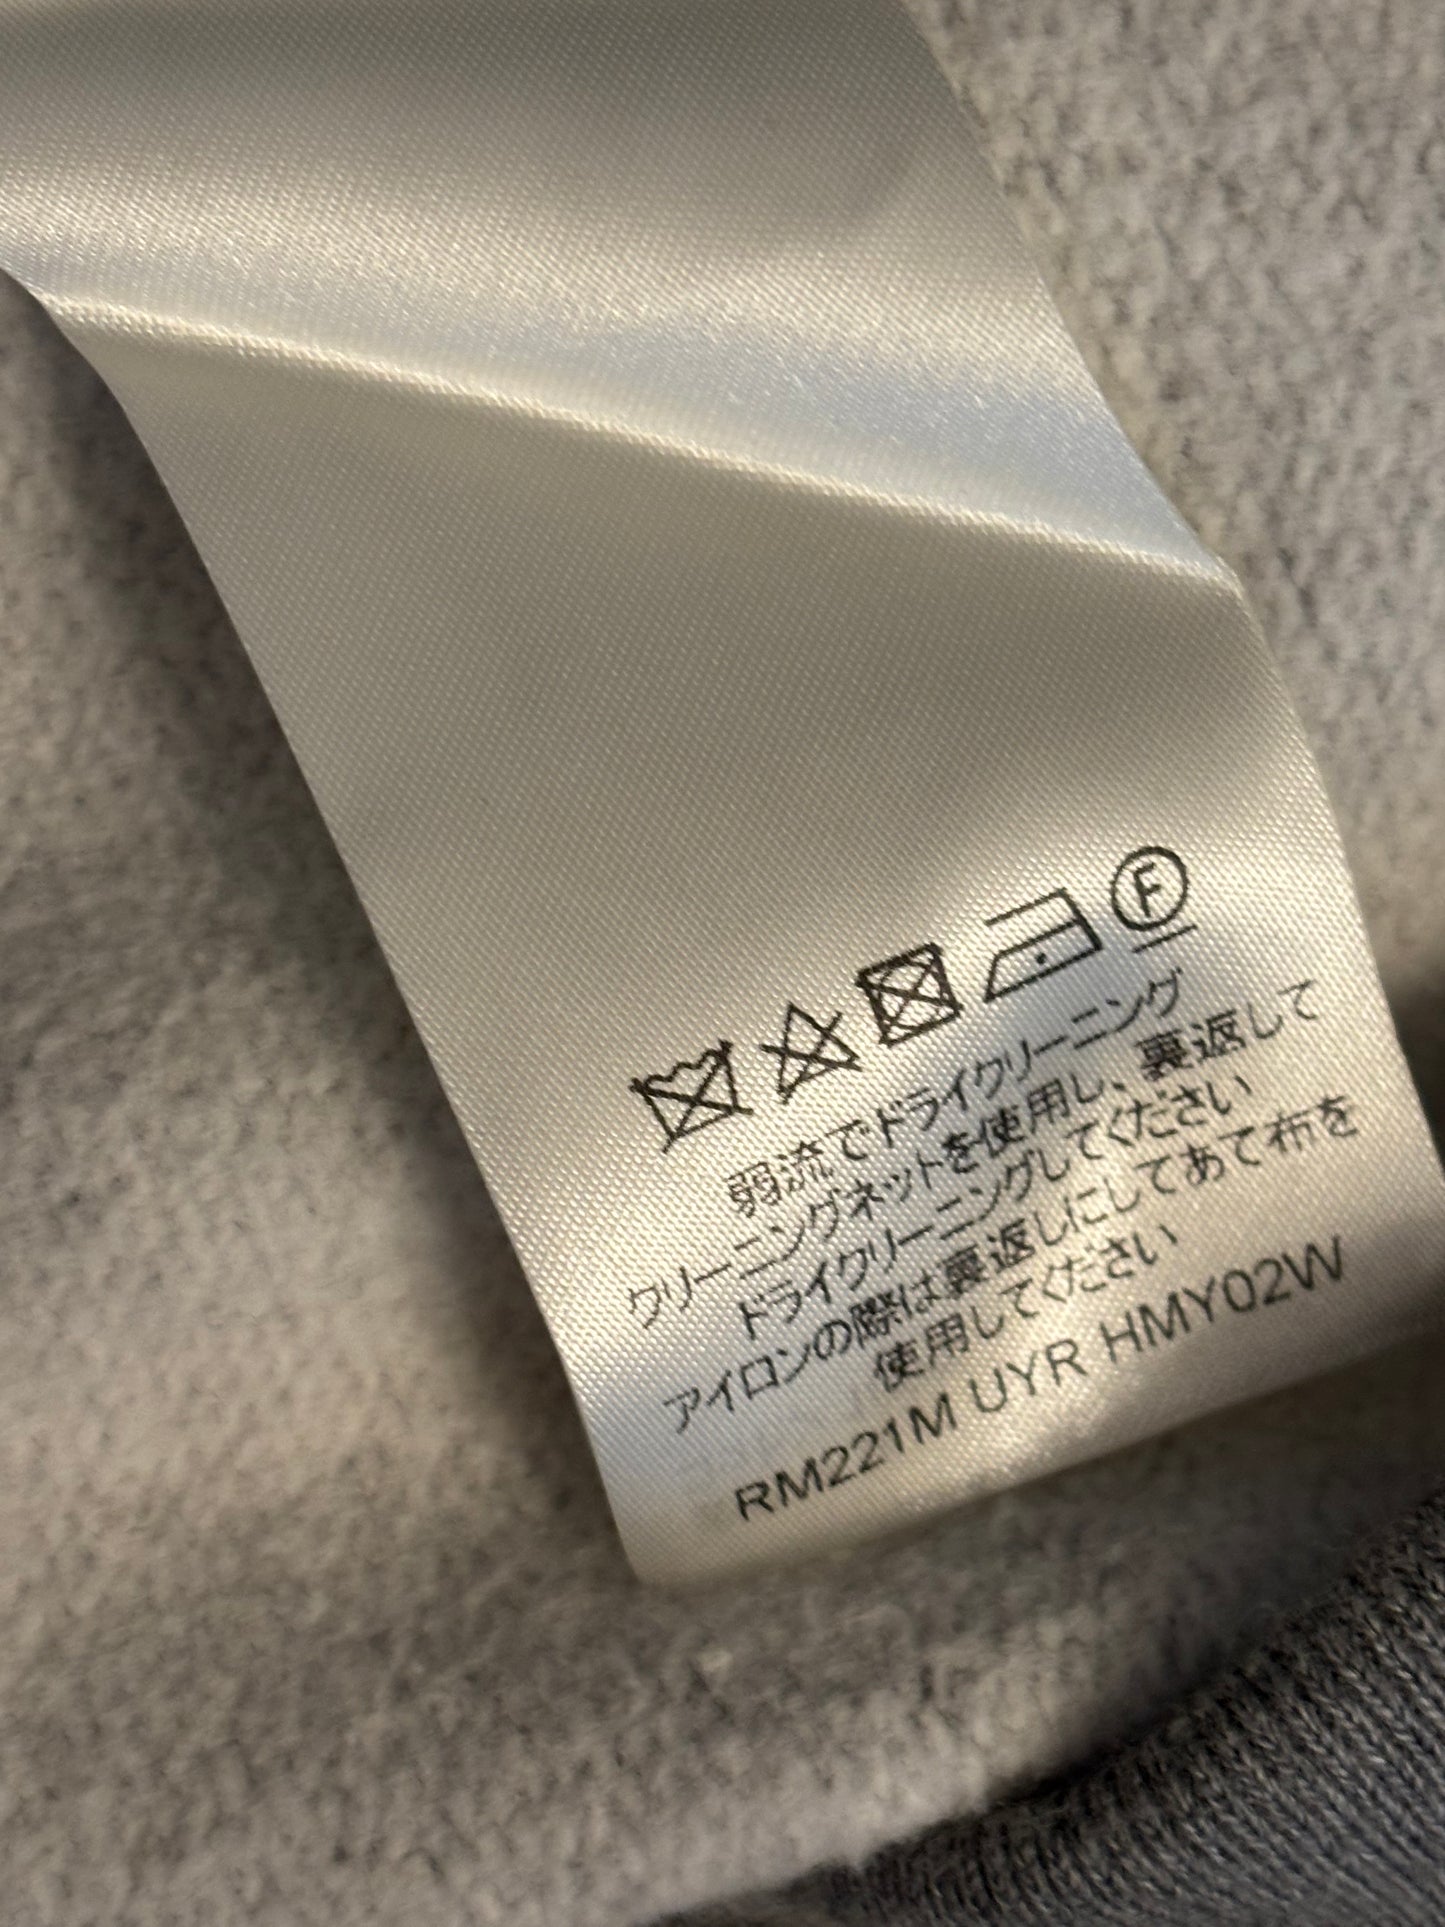 F
弱流でドライクリーニング
クリーニングネットを使用し、裏返して
ドライクリーニングしてください
アイロンの際は裏返しにしてあて布を
使用してください
RM221M UYR HMY02W